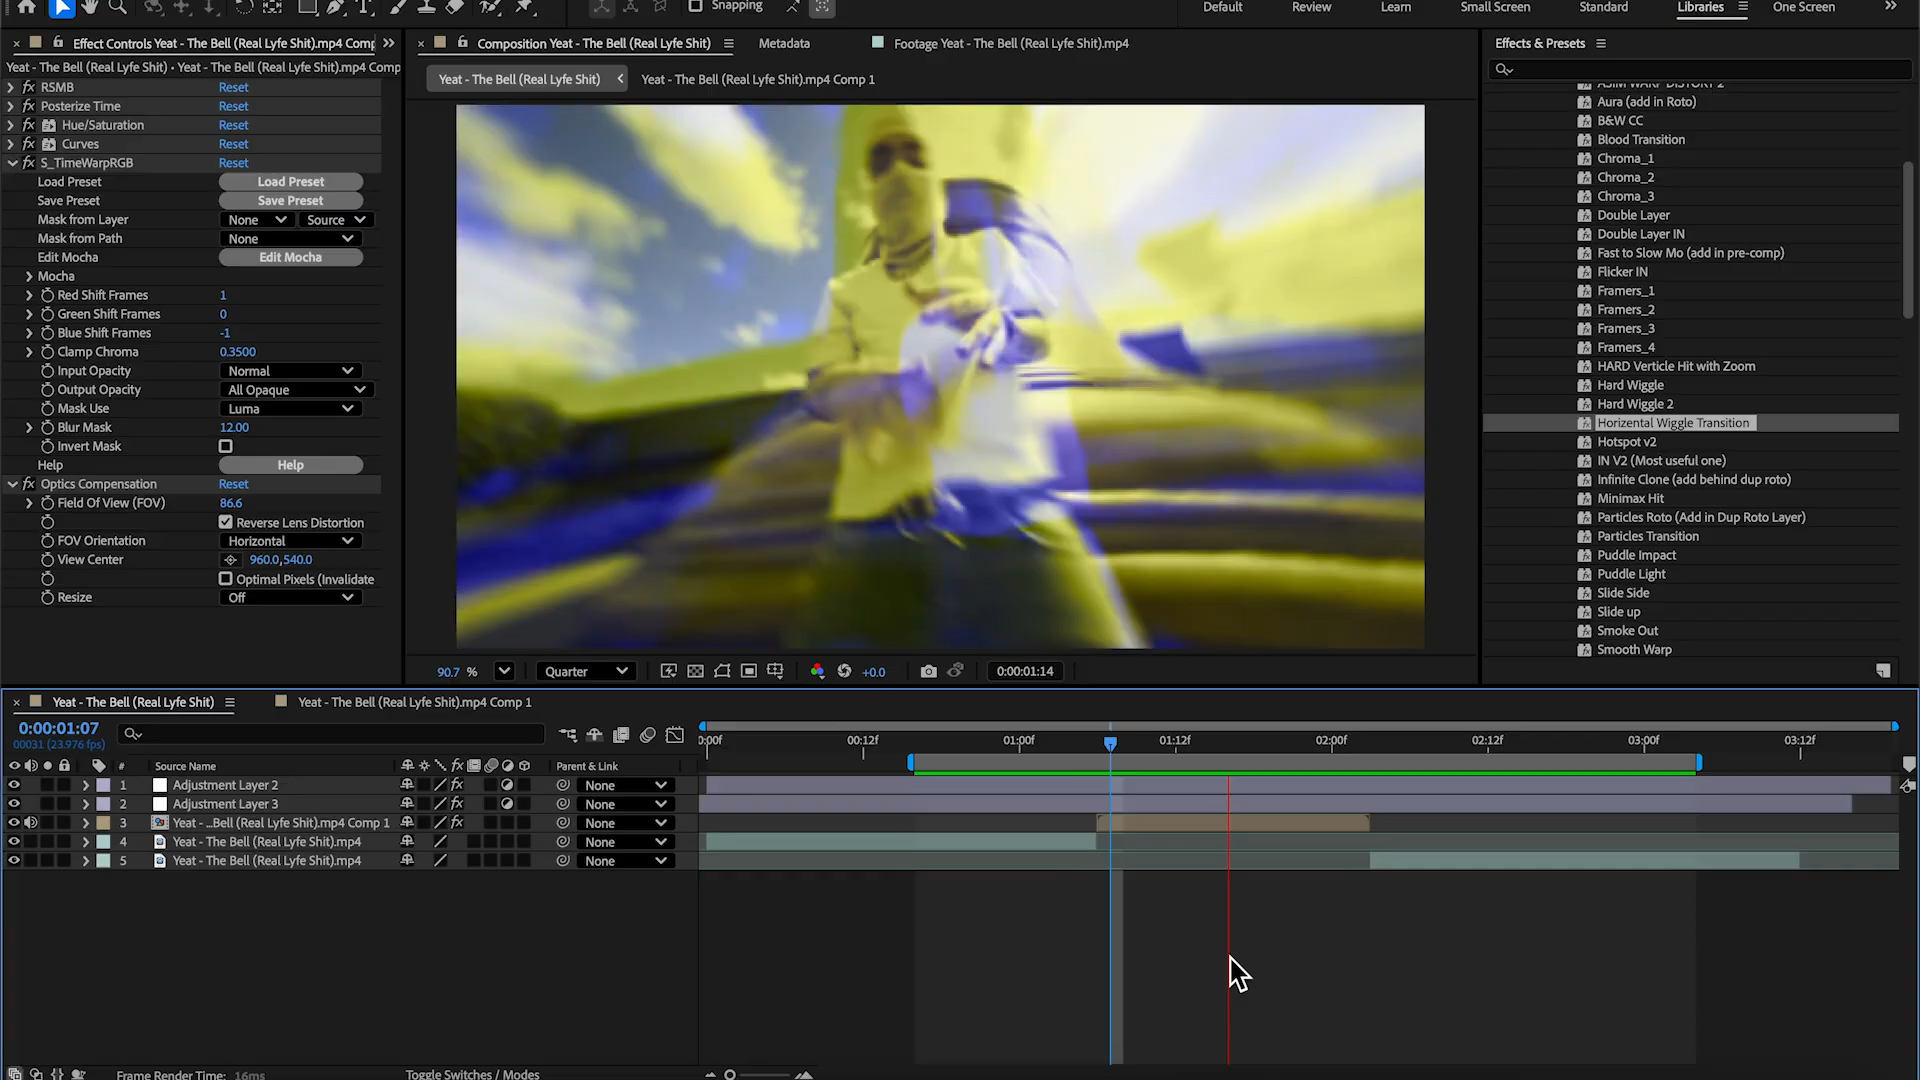 Snapping
Default
Review
Learn
Small Screen
Standard
Libraries
One Screen
Effect Controls Yeat - The Bell (Real Lyfe Shit).mp4 Comp
Composition Yeat - The Bell (Real Lyfe Shit)
Metadata
Footage Yeat - The Bell (Real Lyfe Shit).mp4
Effects & Presets
Yeat - The Bell (Real Lyfe Shit) • Yeat - The Bell (Real Lyfe Shit).mp4 Comp
Yeat - The Bell (Real Lyfe Shit)
Yeat - The Bell (Real Lyfe Shit).mp4 Comp 1
fx RSMB Reset
fx Posterize Time Reset
fx Hue/Saturation Reset
fx Curves Reset
fx S_TimeWarpRGB Reset
Load Preset Load Preset
Save Preset Save Preset
Mask from Layer None Source
Mask from Path None
Edit Mocha Edit Mocha
Mocha
Red Shift Frames 1
Green Shift Frames 0
Blue Shift Frames -1
Clamp Chroma 0.3500
Input Opacity Normal
Output Opacity All Opaque
Mask Use Luma
Blur Mask 12.00
Invert Mask
Help Help
fx Optics Compensation Reset
Field Of View (FOV) 86.6
Reverse Lens Distortion
FOV Orientation Horizontal
View Center 960.0,540.0
Optimal Pixels (Invalidate
Resize Off
ASIM WARP DISTORT 2
Aura (add in Roto)
B&W CC
Blood Transition
Chroma_1
Chroma_2
Chroma_3
Double Layer
Double Layer IN
Fast to Slow Mo (add in pre-comp)
Flicker IN
Framers_1
Framers_2
Framers_3
Framers_4
HARD Verticle Hit with Zoom
Hard Wiggle
Hard Wiggle 2
Horizental Wiggle Transition
Hotspot v2
IN V2 (Most useful one)
Infinite Clone (add behind dup roto)
Minimax Hit
Particles Roto (Add in Dup Roto Layer)
Particles Transition
Puddle Impact
Puddle Light
Slide Side
Slide up
Smoke Out
Smooth Warp
90.7 %
Quarter
+0.0
0:00:01:14
Yeat - The Bell (Real Lyfe Shit)
Yeat - The Bell (Real Lyfe Shit).mp4 Comp 1
0:00:01:07
00031 (23.976 fps)
0:00f 00:12f 01:00f 01:12f 02:00f 02:12f 03:00f 03:12f
# Source Name fx Parent & Link
1 Adjustment Layer 2 fx None
2 Adjustment Layer 3 fx None
3 Yeat - ...Bell (Real Lyfe Shit).mp4 Comp 1 fx None
4 Yeat - The Bell (Real Lyfe Shit).mp4 None
5 Yeat - The Bell (Real Lyfe Shit).mp4 None
Frame Render Time: 16ms
Toggle Switches / Modes